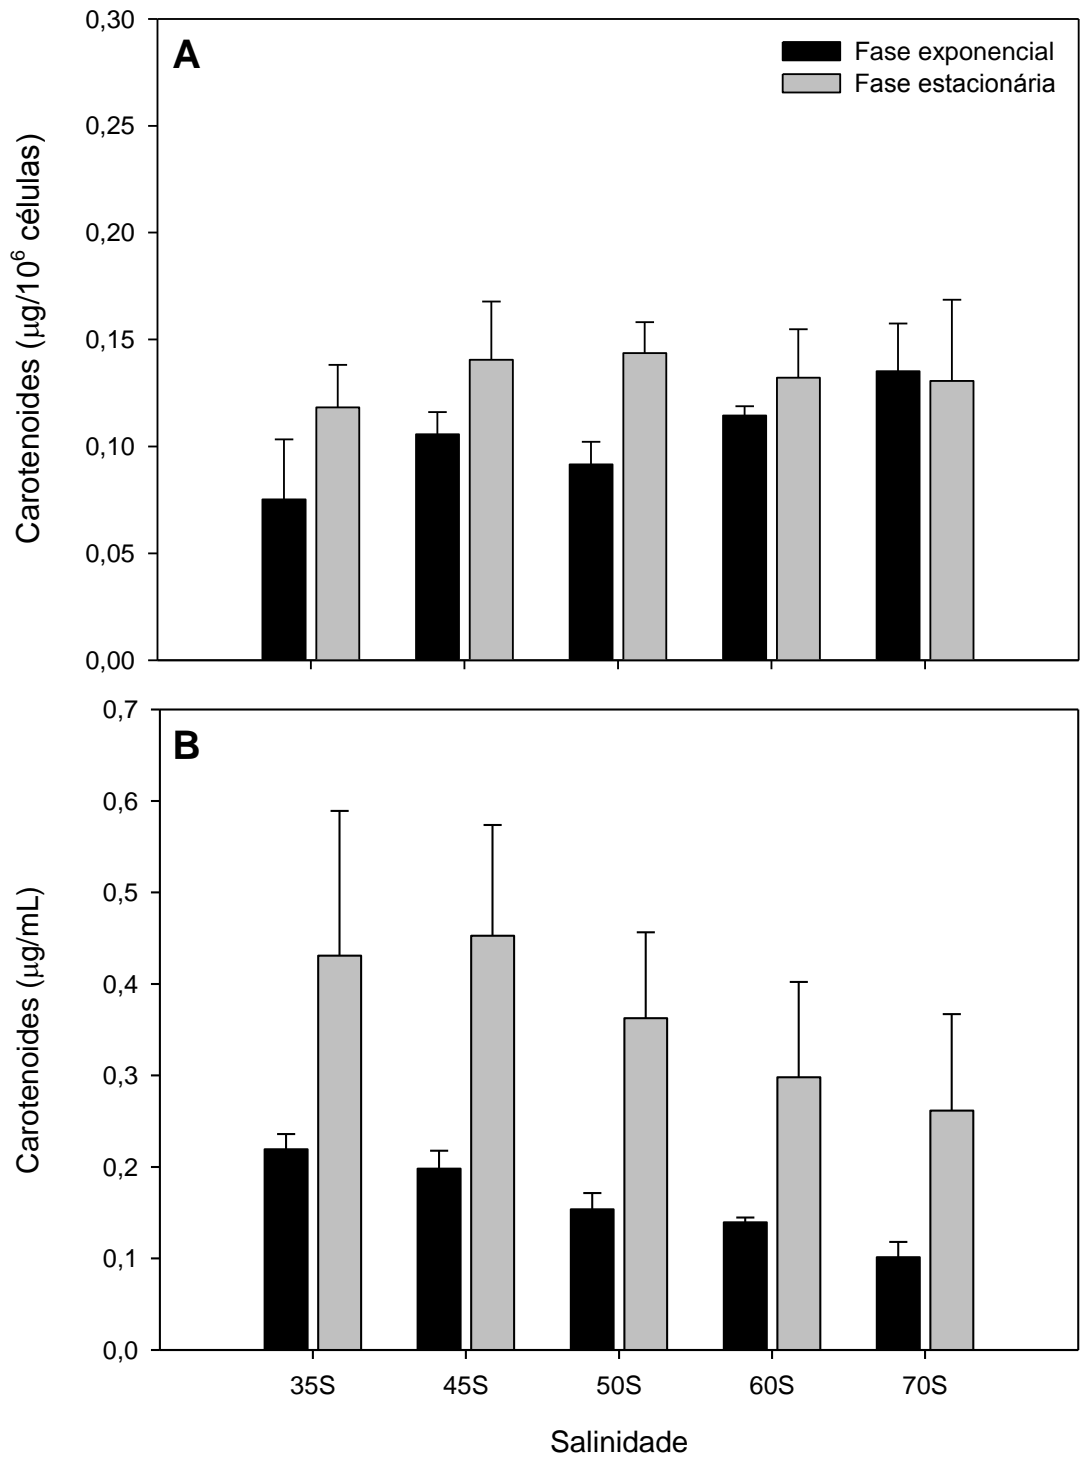 A
Fase exponencial
Fase estacionária
Carotenoides (µg/10⁶ células)
0,30
0,25
0,20
0,15
0,10
0,05
0,00
B
Carotenoides (µg/mL)
0,7
0,6
0,5
0,4
0,3
0,2
0,1
0,0
35S 45S 50S 60S 70S
Salinidade